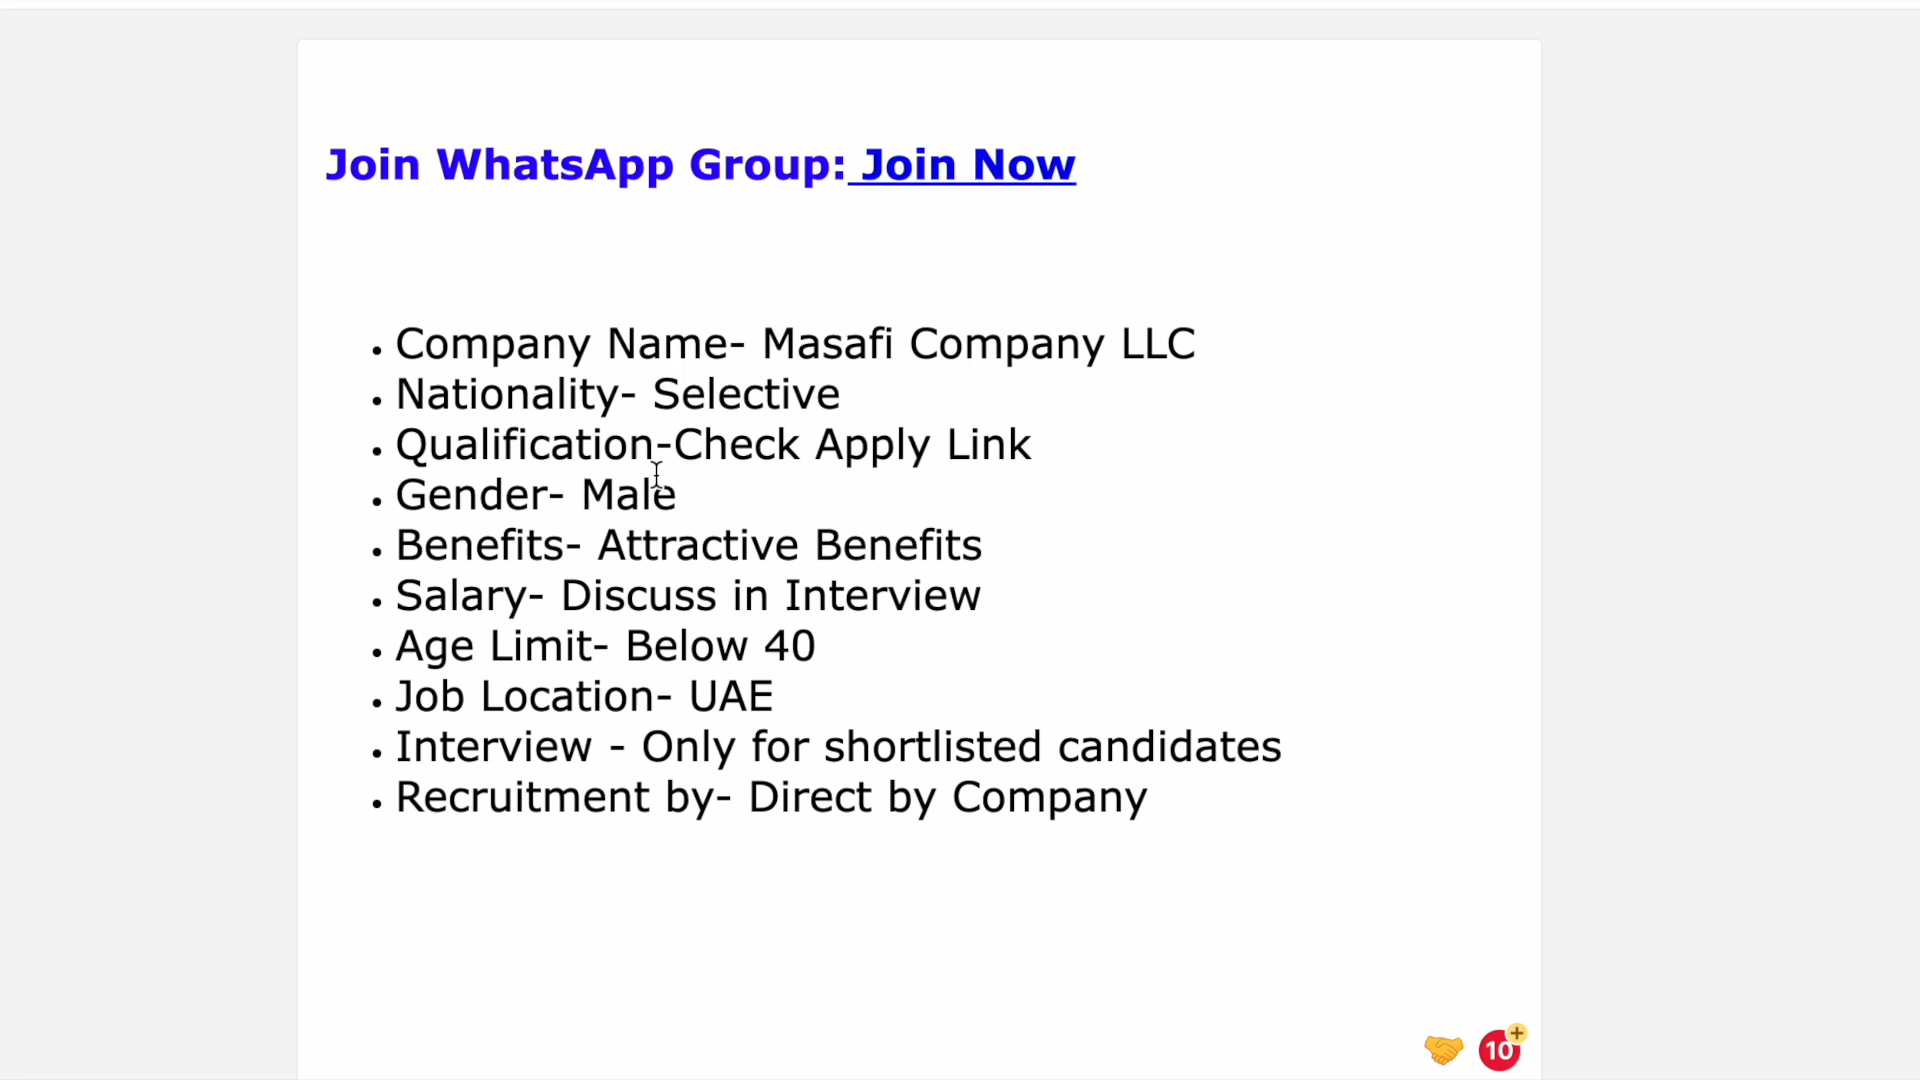 Join WhatsApp Group: Join Now
• Company Name- Masafi Company LLC
• Nationality- Selective
• Qualification-Check Apply Link
• Gender- Male
• Benefits- Attractive Benefits
• Salary- Discuss in Interview
• Age Limit- Below 40
• Job Location- UAE
• Interview - Only for shortlisted candidates
• Recruitment by- Direct by Company
10+